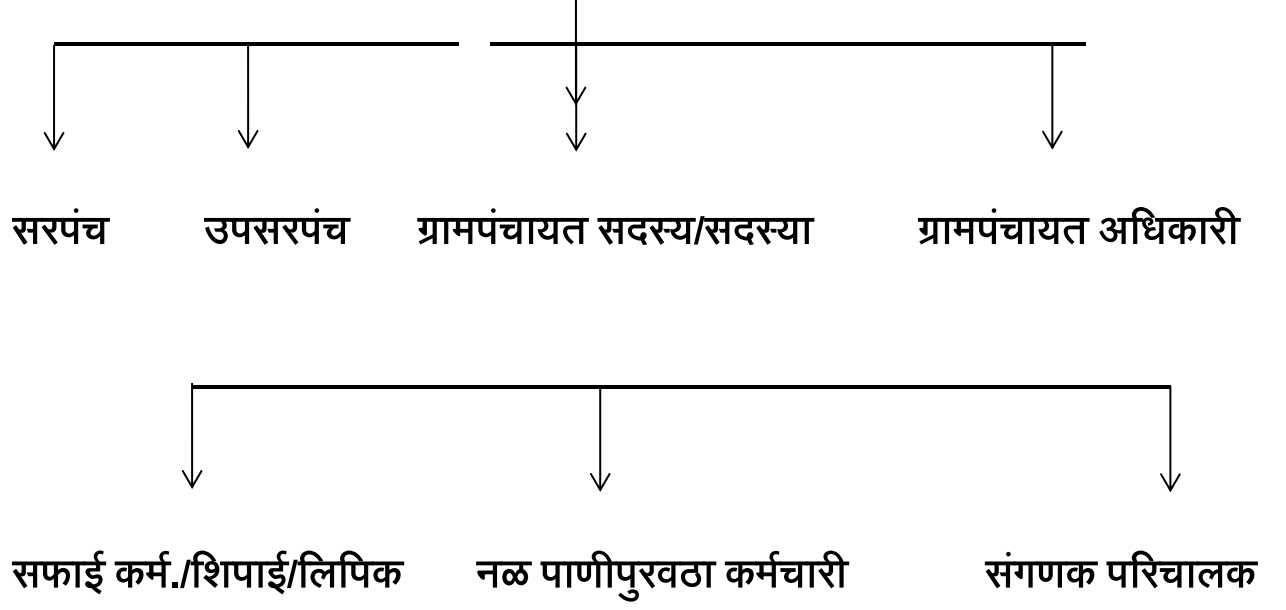 सरपंच उपसरपंच ग्रामपंचायत सदस्य/सदस्या ग्रामपंचायत अधिकारी
सफाई कर्म./शिपाई/लिपिक नळ पाणीपुरवठा कर्मचारी संगणक परिचालक